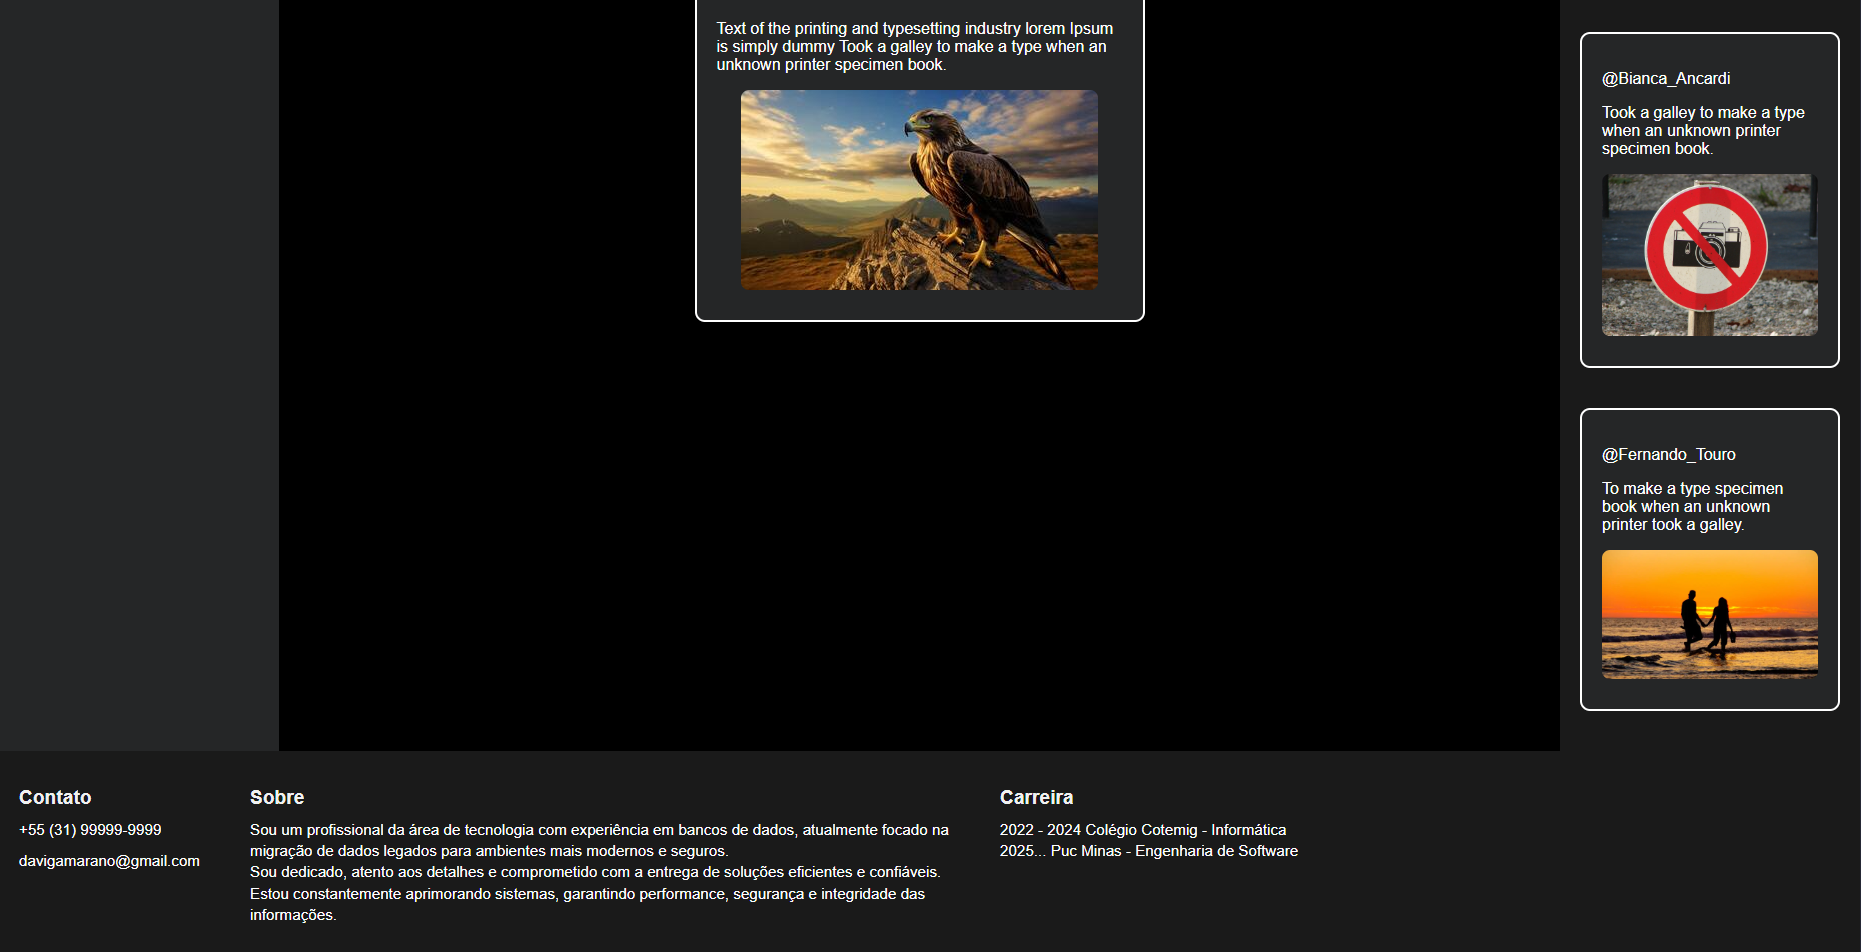 Text of the printing and typesetting industry lorem Ipsum
is simply dummy Took a galley to make a type when an
unknown printer specimen book.
@Bianca_Ancardi
Took a galley to make a type
when an unknown printer
specimen book.
@Fernando_Touro
To make a type specimen
book when an unknown
printer took a galley.
Contato
+55 (31) 99999-9999
davigamarano@gmail.com
Sobre
Sou um profissional da área de tecnologia com experiência em bancos de dados, atualmente focado na
migração de dados legados para ambientes mais modernos e seguros.
Sou dedicado, atento aos detalhes e comprometido com a entrega de soluções eficientes e confiáveis.
Estou constantemente aprimorando sistemas, garantindo performance, segurança e integridade das
informações.
Carreira
2022 - 2024 Colégio Cotemig - Informática
2025... Puc Minas - Engenharia de Software